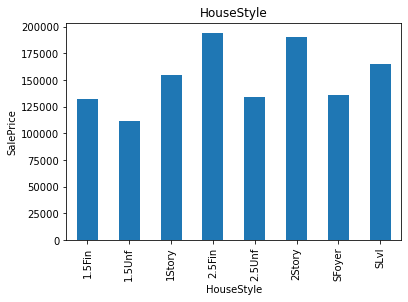 HouseStyle
200000
175000
150000
125000
100000
75000
50000
25000
0
SalePrice
1.5Fin
1.5Unf
1Story
2.5Fin
2.5Unf
2Story
SFoyer
SLvl
HouseStyle